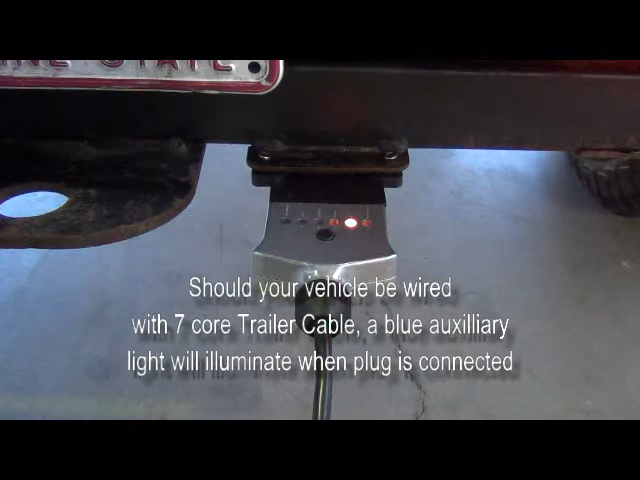 STATE
Should your vehicle be wired
with 7 core Trailer Cable, a blue auxilliary
light will illuminate when plug is connected